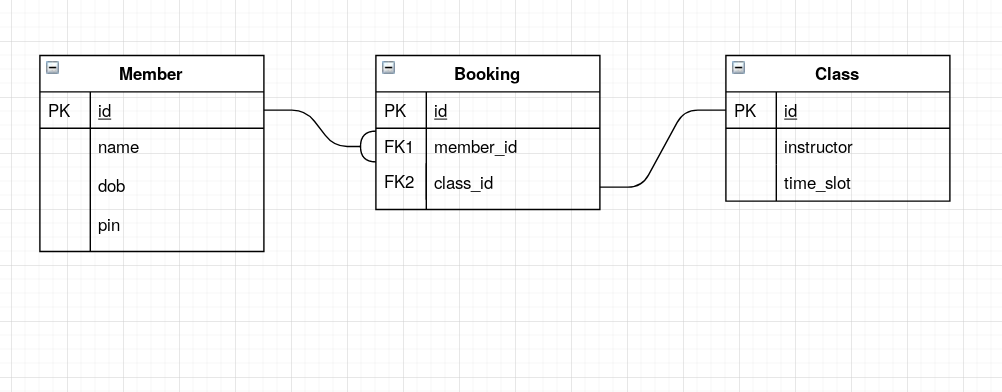 Member
PK id
name
dob
pin
Booking
PK id
FK1 member_id
FK2 class_id
Class
PK id
instructor
time_slot